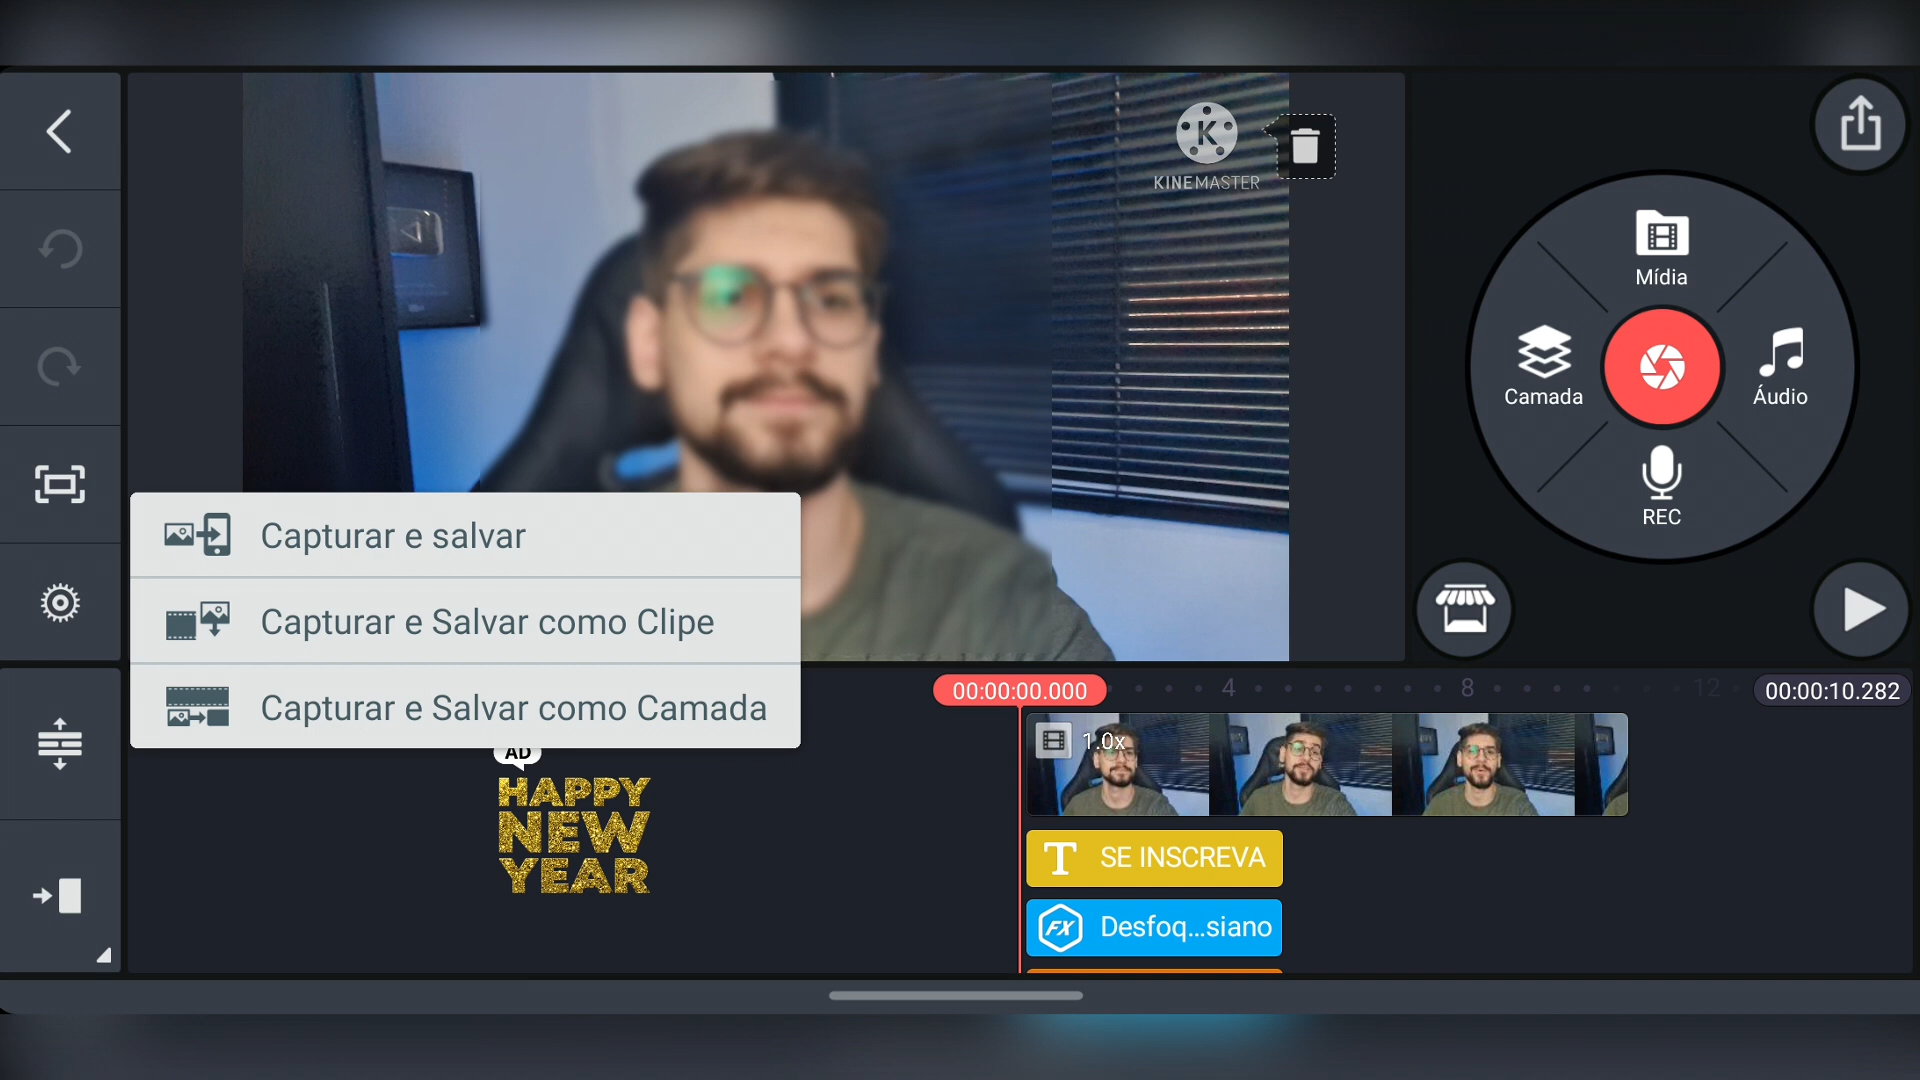 K
KINEMASTER
Mídia
Camada
Áudio
REC
Capturar e salvar
Capturar e Salvar como Clipe
Capturar e Salvar como Camada
00:00:00.000
4
8
12
00:00:10.282
1.0x
AD
HAPPY
NEW
YEAR
T
SE INSCREVA
FX
Desfoq...siano